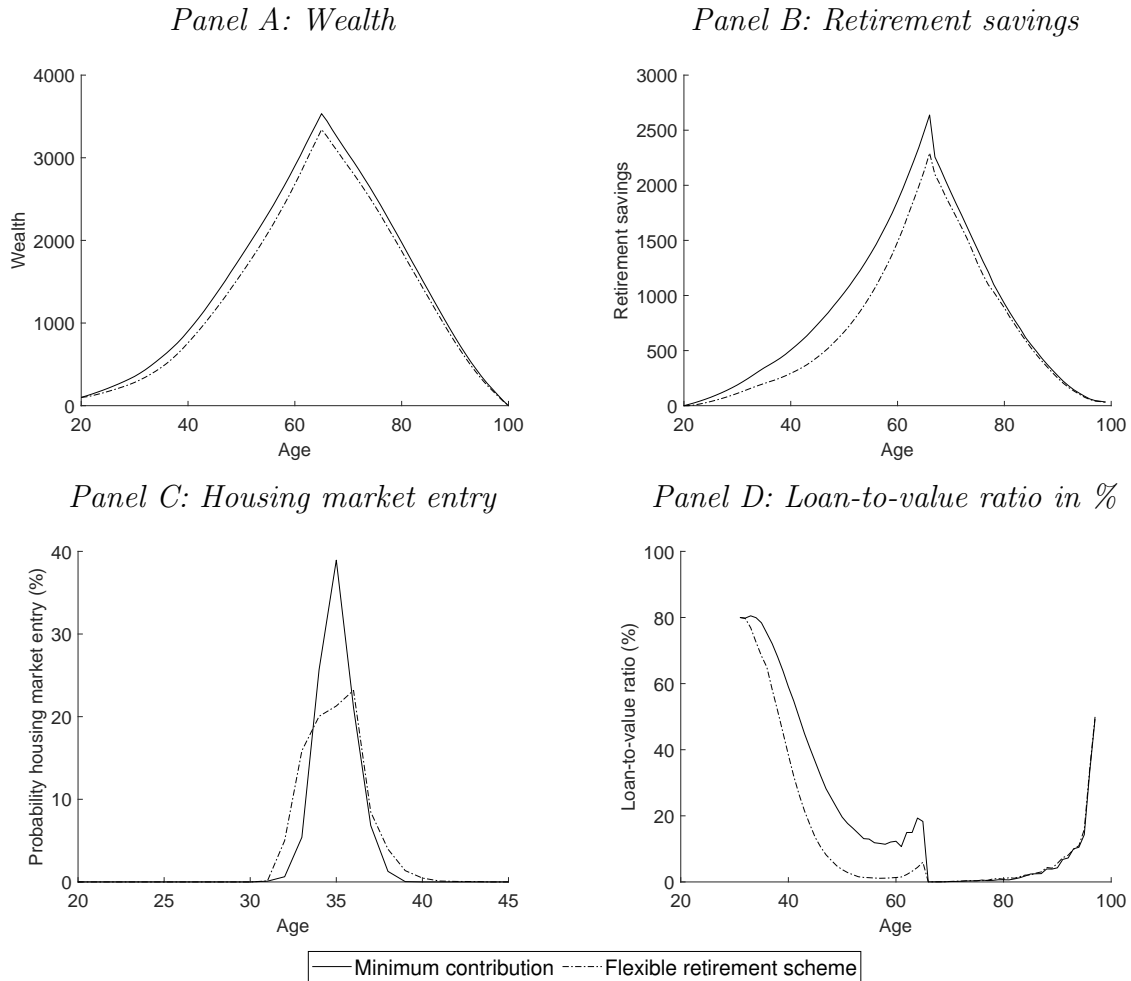 Panel A: Wealth
Panel B: Retirement savings
4000
3000
2000
1000
0
Wealth
20 40 60 80 100
Age
3000
2500
2000
1500
1000
500
0
Retirement savings
20 40 60 80 100
Age
Panel C: Housing market entry
Panel D: Loan-to-value ratio in %
40
30
20
10
0
Probability housing market entry (%)
20 25 30 35 40 45
Age
100
80
60
40
20
0
Loan-to-value ratio (%)
20 40 60 80 100
Age
Minimum contribution Flexible retirement scheme